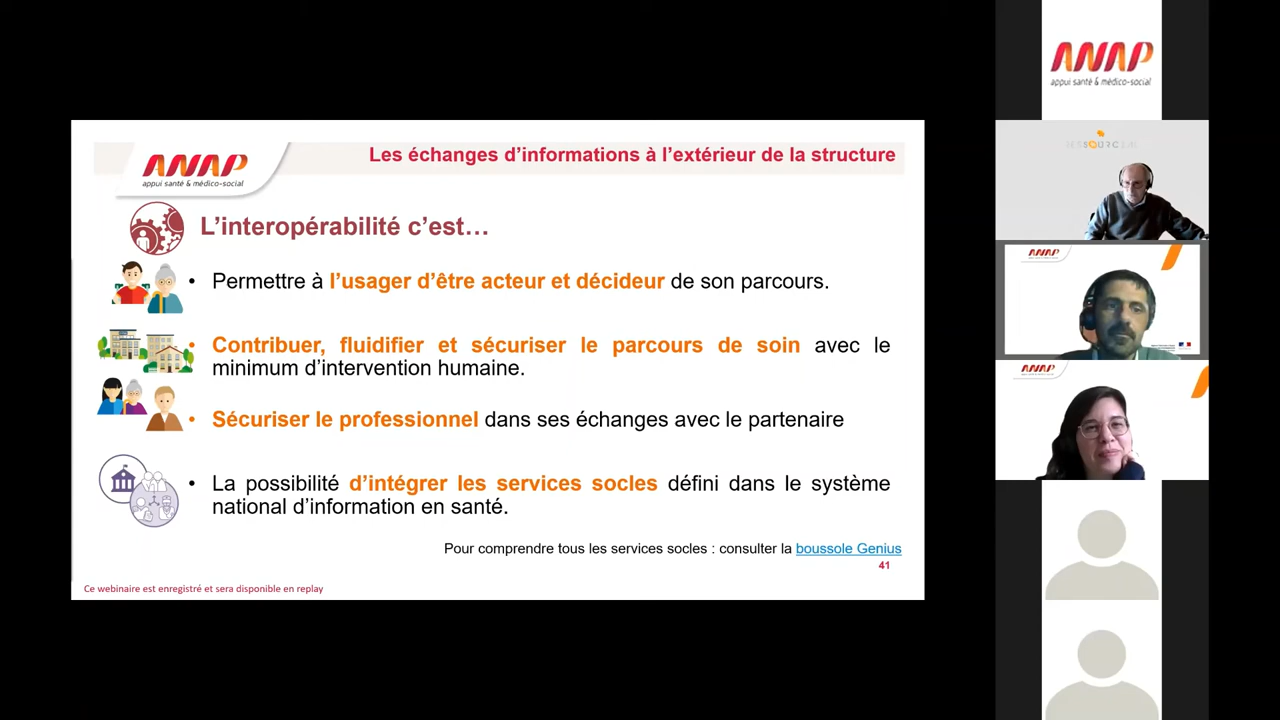 ANAP
appui santé & médico-social
Les échanges d'informations à l'extérieur de la structure
L'interopérabilité c'est…
• Permettre à l'usager d'être acteur et décideur de son parcours.
• Contribuer, fluidifier et sécuriser le parcours de soin avec le
minimum d'intervention humaine.
• Sécuriser le professionnel dans ses échanges avec le partenaire
• La possibilité d'intégrer les services socles défini dans le système
national d'information en santé.
Pour comprendre tous les services socles : consulter la boussole Genius
41
Ce webinaire est enregistré et sera disponible en replay
ANAP
appui santé & médico-social
ANAP
ANAP